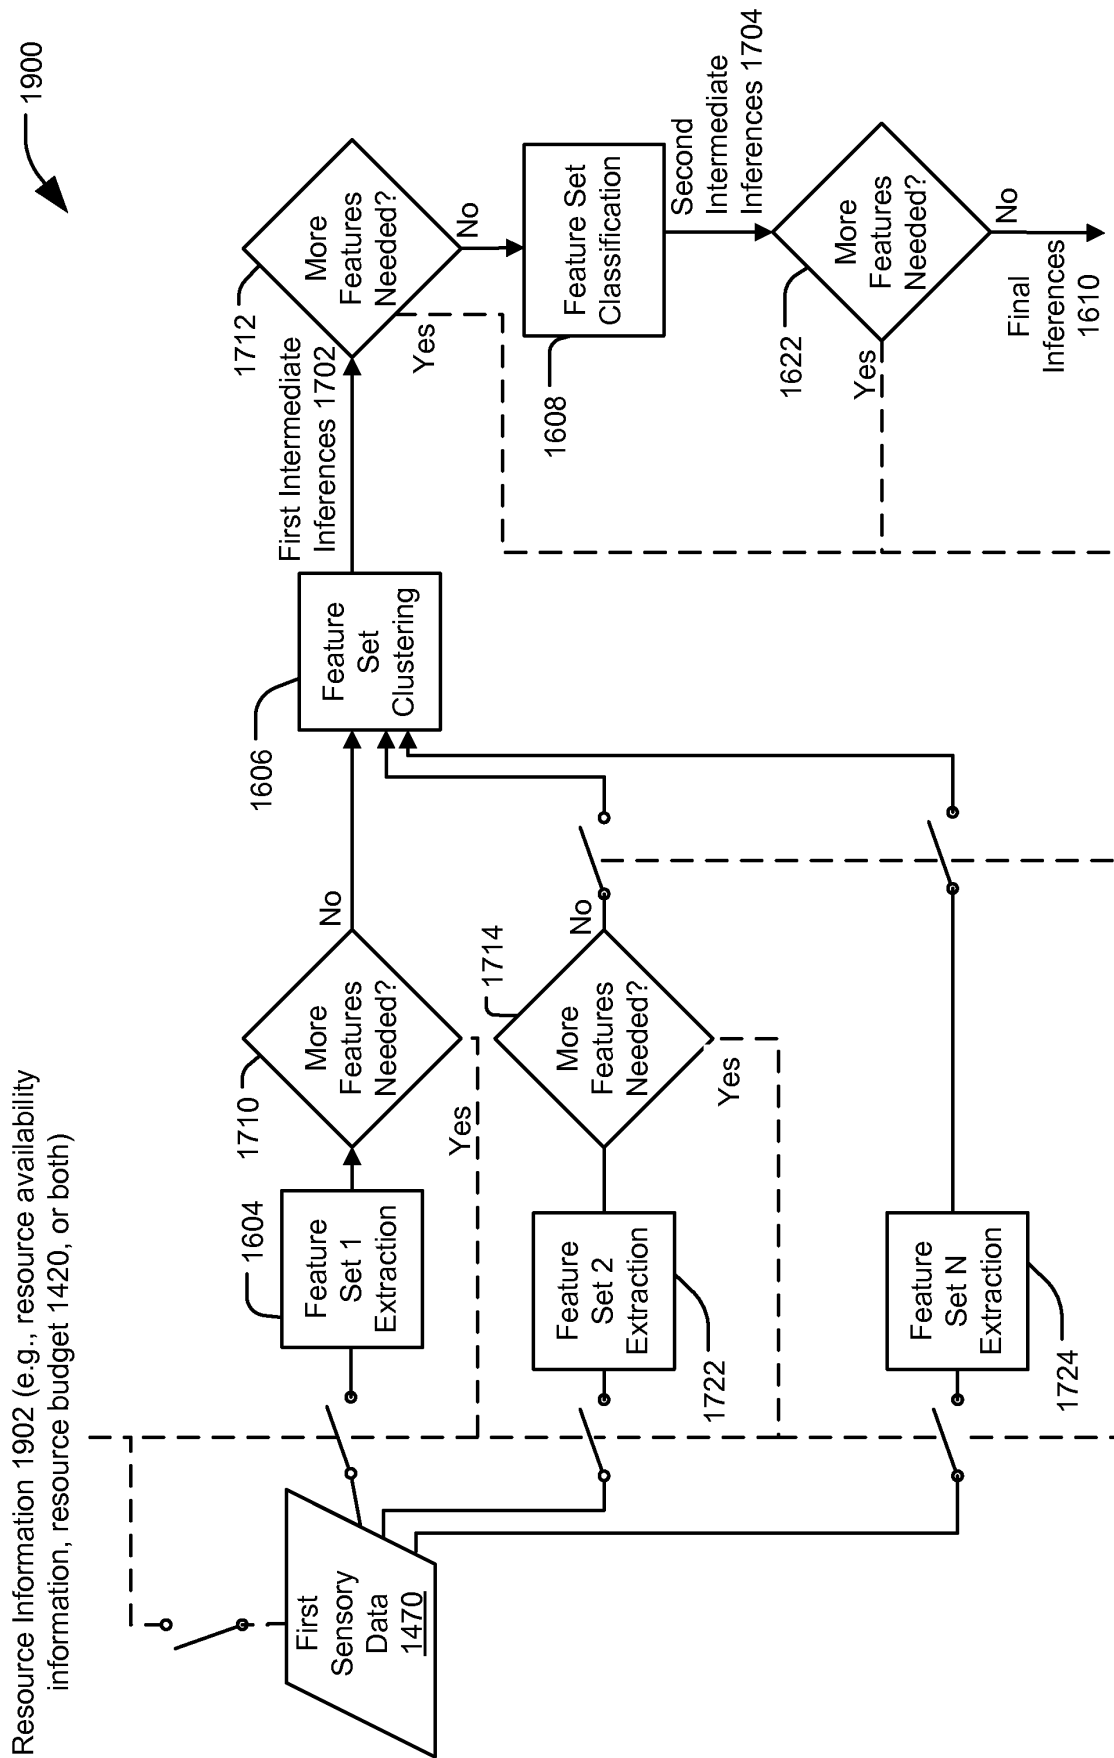 1900
Resource Information 1902 (e.g., resource availability
information, resource budget 1420, or both)
First
Sensory
Data
1470
1604
Feature
Set 1
Extraction
1710
More
Features
Needed?
No
Yes
1606
Feature
Set
Clustering
First Intermediate
Inferences 1702
1712
More
Features
Needed?
Yes
No
1722
Feature
Set 2
Extraction
1714
More
Features
Needed?
No
Yes
1608
Feature Set
Classification
Second
Intermediate
Inferences 1704
1622
More
Features
Needed?
Yes
No
Final
Inferences
1610
Feature
Set N
Extraction
1724